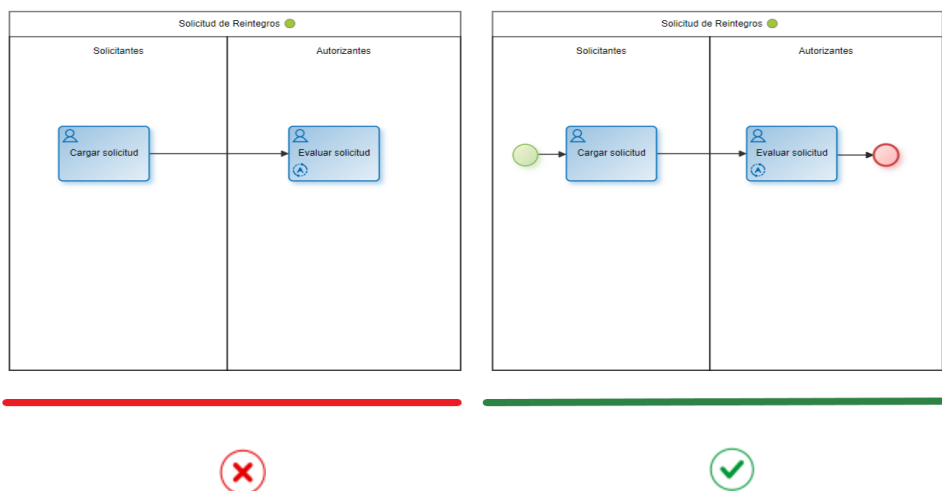 Solicitud de Reintegros
Solicitantes
Autorizantes
Cargar solicitud
Evaluar solicitud
Solicitud de Reintegros
Solicitantes
Autorizantes
Cargar solicitud
Evaluar solicitud